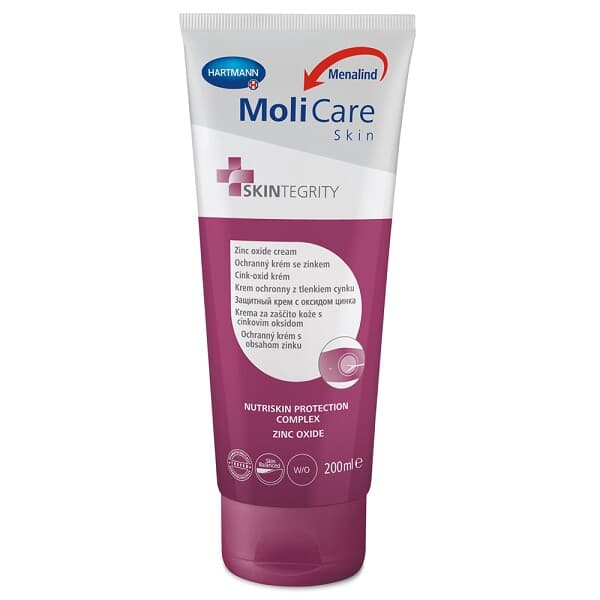 HARTMANN
Menalind
MoliCare
Skin
SKINTEGRITY
Zinc oxide cream
Ochranný krém se zinkem
Cink-oxid krém
Krem ochronny z tlenkiem cynku
Защитный крем с оксидом цинка
Krema za zaščito kože s
cinkovim oksidom
Ochranný krém s
obsahom zinku
NUTRISKIN PROTECTION
COMPLEX
ZINC OXIDE
TESTED
Skin
Balanced
W/O
200ml e